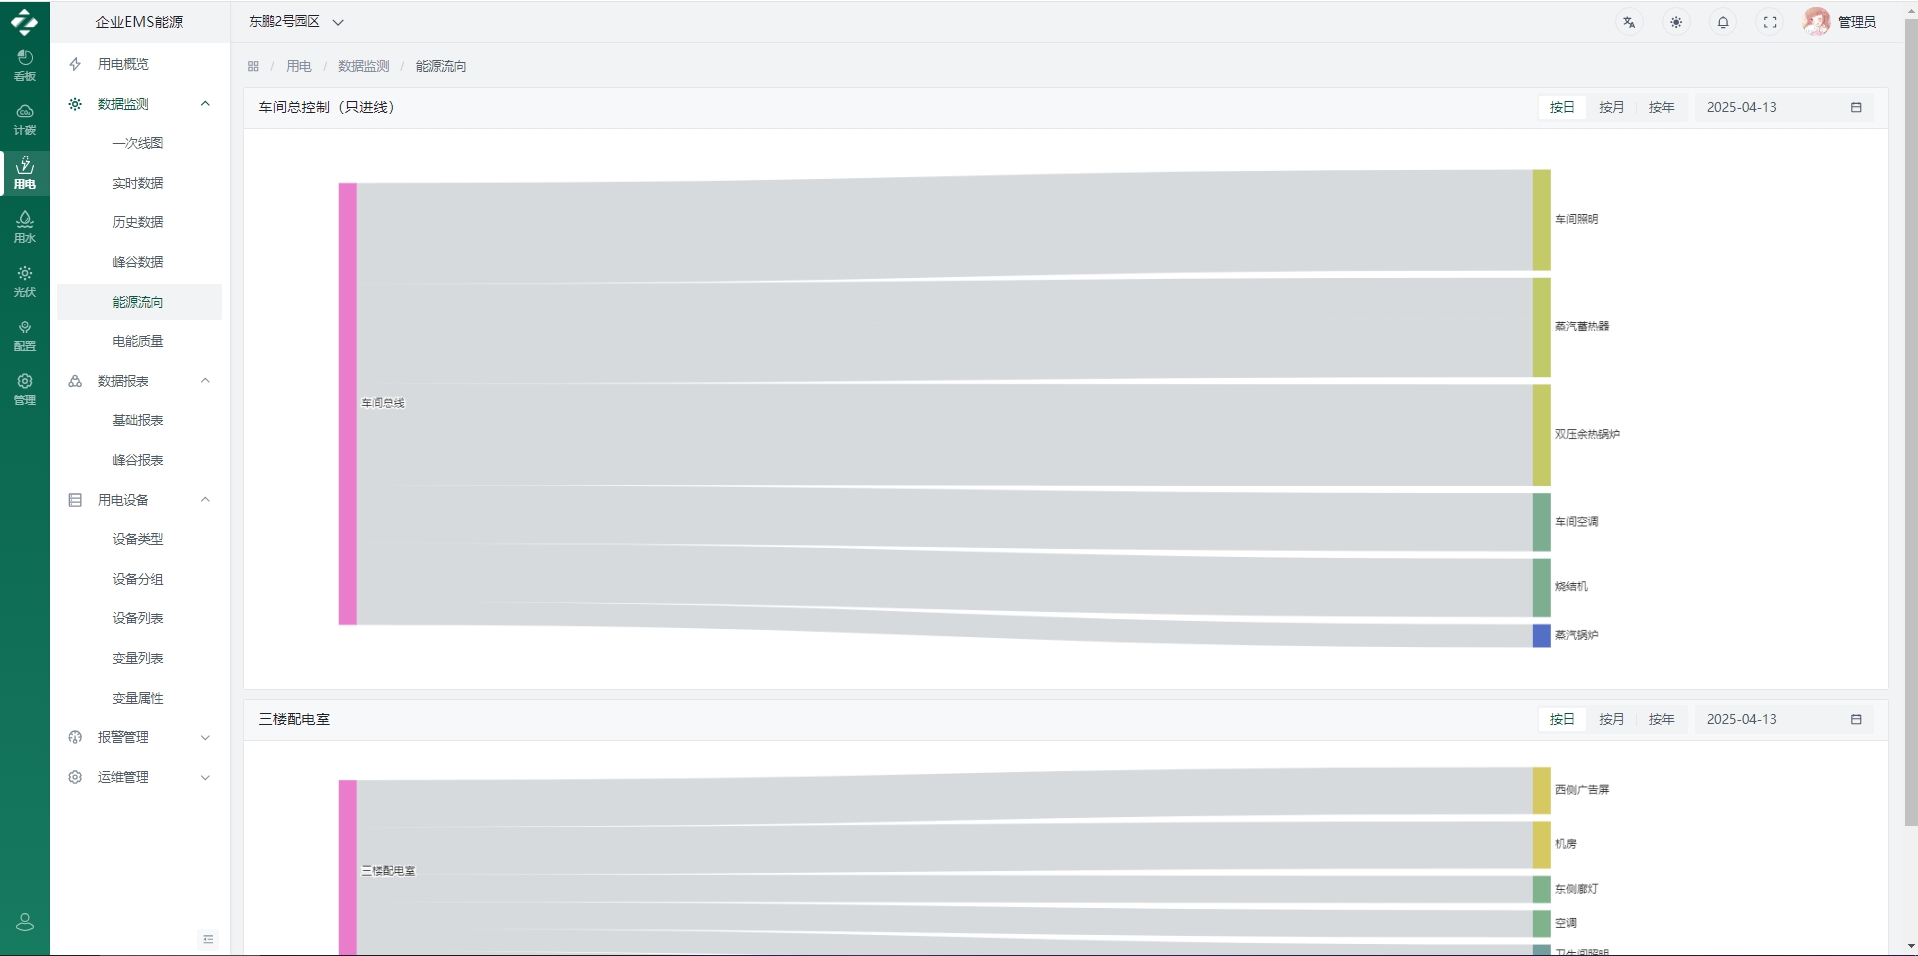 企业EMS能源
东鹏2号园区
管理员
看板
计碳
用电
用水
光伏
配置
管理
用电概览
数据监测
一次线图
实时数据
历史数据
峰谷数据
能源流向
电能质量
数据报表
基础报表
峰谷报表
用电设备
设备类型
设备分组
设备列表
变量列表
变量属性
报警管理
运维管理
用电 / 数据监测 / 能源流向
车间总控制（只进线）
按日 按月 按年 2025-04-13
车间总线
车间照明
蒸汽蓄热器
双压余热锅炉
车间空调
烧结机
蒸汽锅炉
三楼配电室
按日 按月 按年 2025-04-13
三楼配电室
西侧广告屏
机房
东侧廊灯
空调
卫生间照明